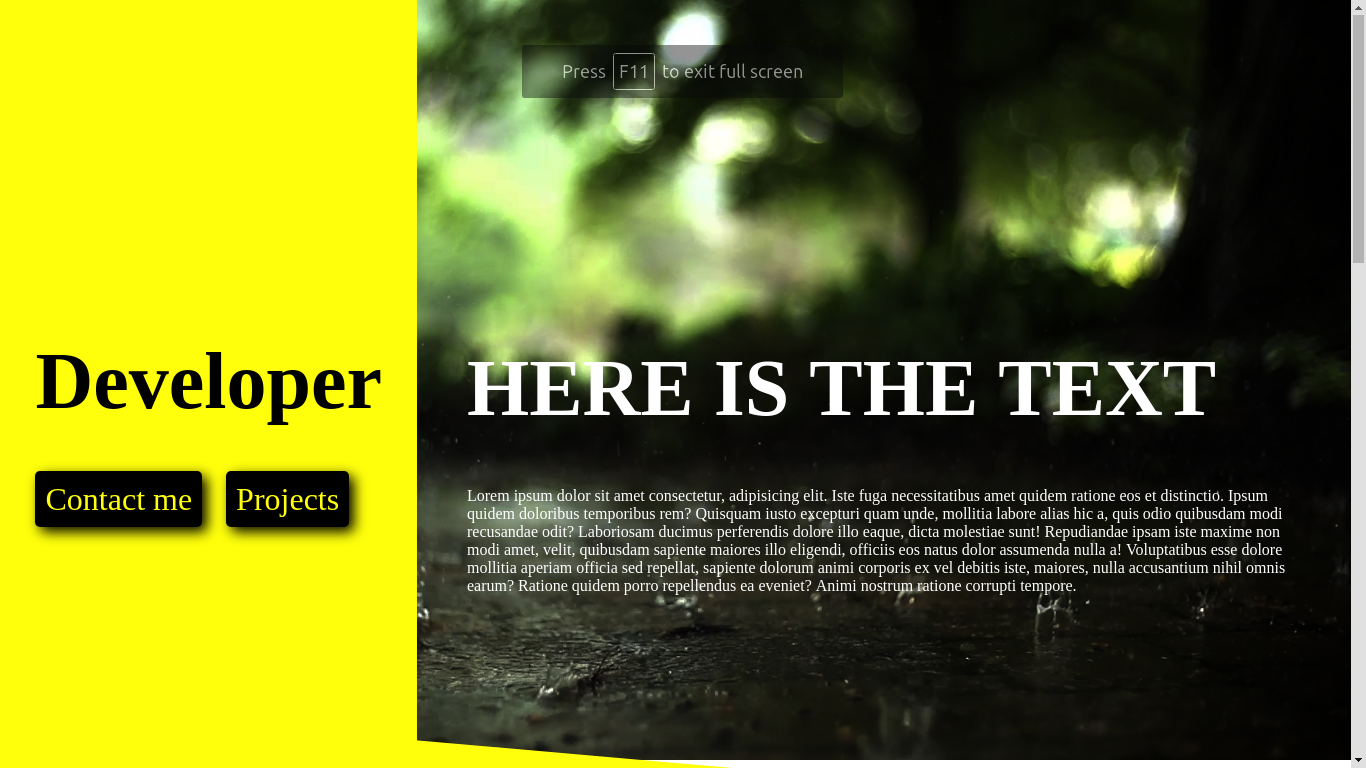 Press F11 to exit full screen
Developer
Contact me
Projects
HERE IS THE TEXT
Lorem ipsum dolor sit amet consectetur, adipisicing elit. Iste fuga necessitatibus amet quidem ratione eos et distinctio. Ipsum
quidem doloribus temporibus rem? Quisquam iusto excepturi quam unde, mollitia labore alias hic a, quis odio quibusdam modi
recusandae odit? Laboriosam ducimus perferendis dolore illo eaque, dicta molestiae sunt! Repudiandae ipsam iste maxime non
modi amet, velit, quibusdam sapiente maiores illo eligendi, officiis eos natus dolor assumenda nulla a! Voluptatibus esse dolore
mollitia aperiam officia sed repellat, sapiente dolorum animi corporis ex vel debitis iste, maiores, nulla accusantium nihil omnis
earum? Ratione quidem porro repellendus ea eveniet? Animi nostrum ratione corrupti tempore.